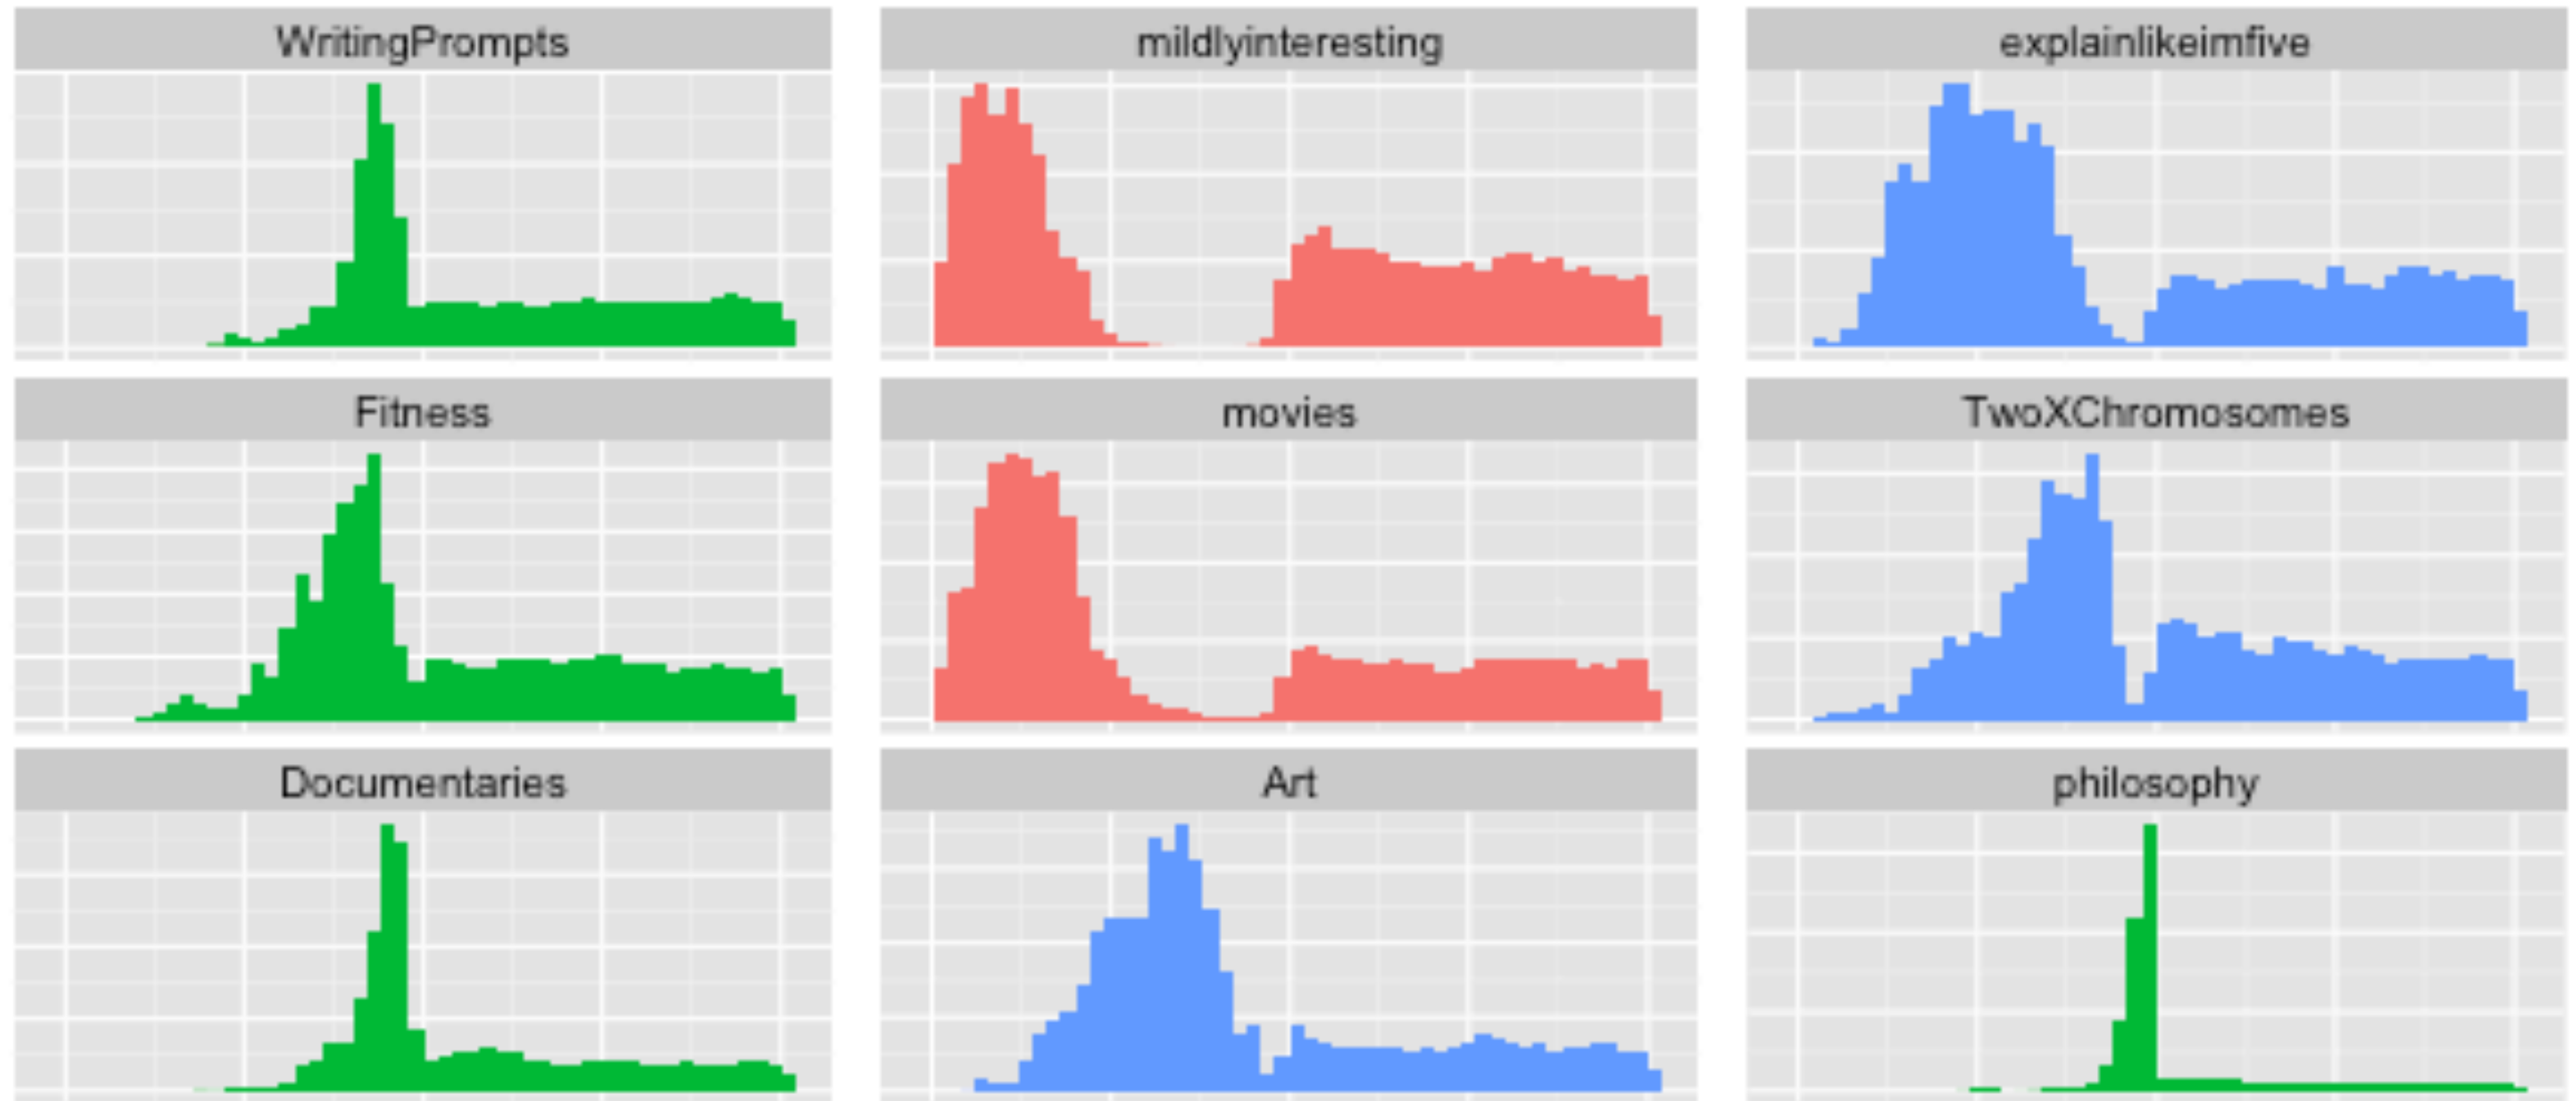 WritingPrompts
mildlyinteresting
explainlikeimfive
Fitness
movies
TwoXChromosomes
Documentaries
Art
philosophy